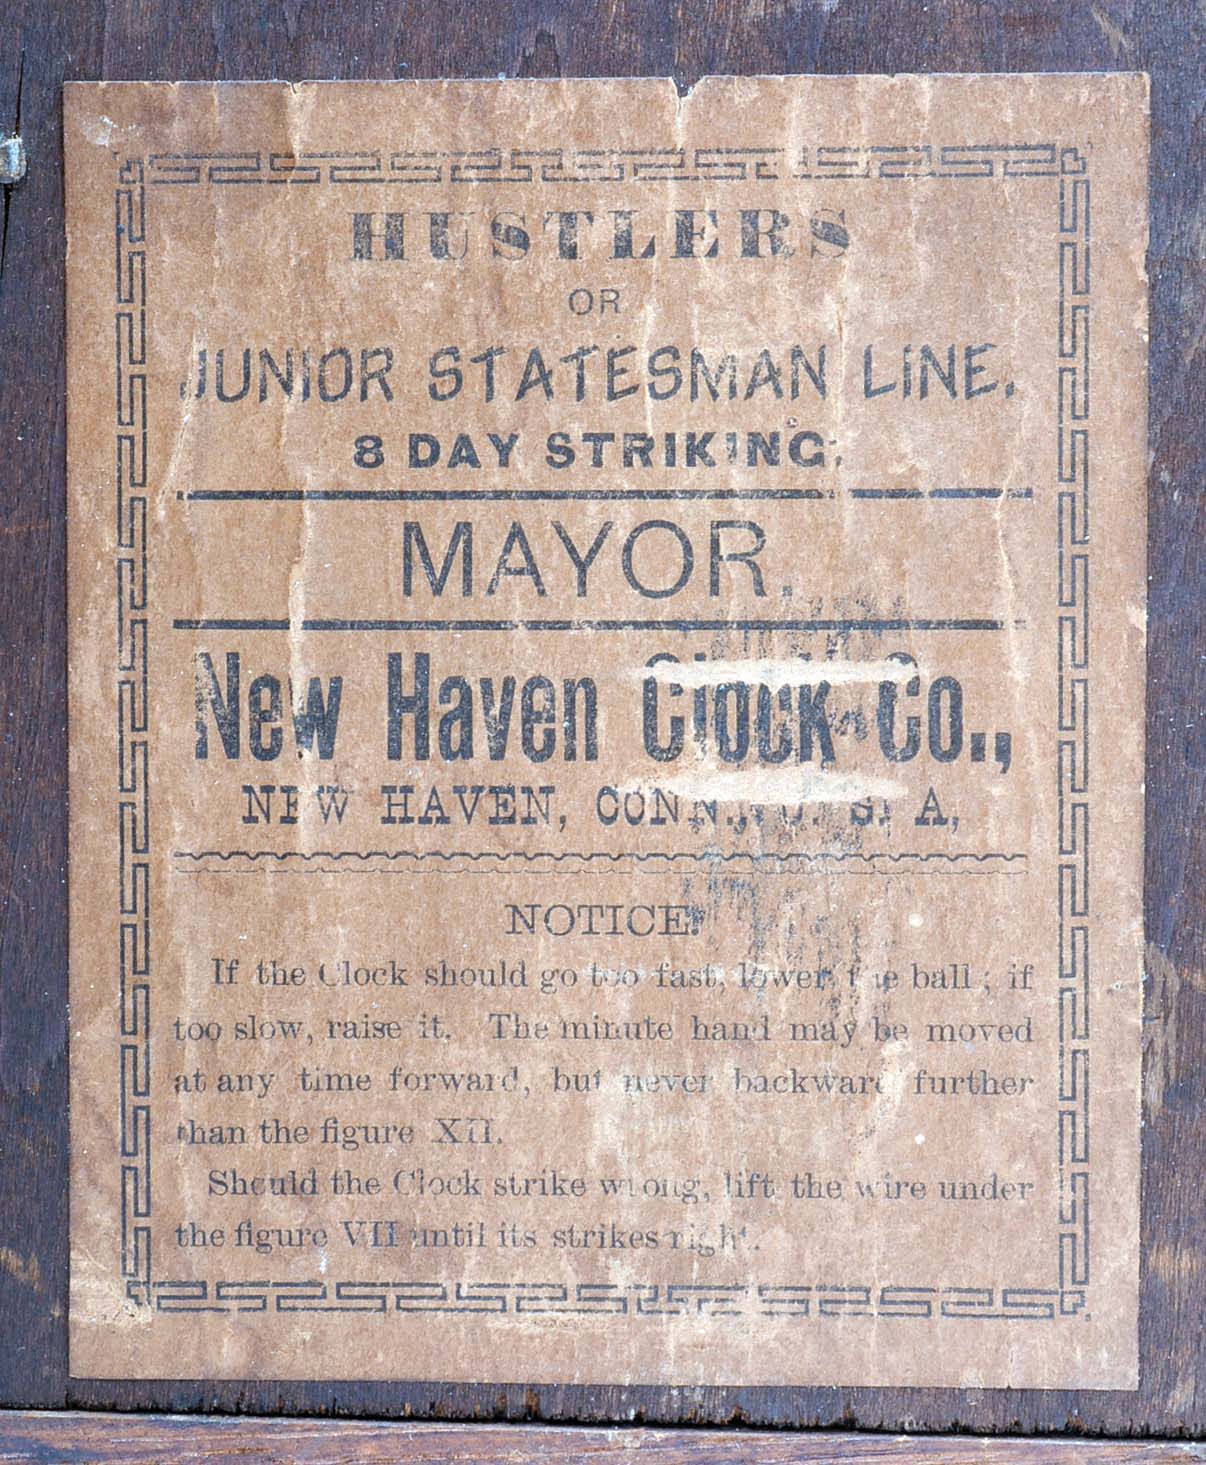 HUSTLERS
OR
JUNIOR STATESMAN LINE.
8 DAY STRIKING.
MAYOR.
New Haven Clock Co.,
NEW HAVEN, CONN., U. S. A,
NOTICE.
If the Clock should go too fast, lower the ball ; if
too slow, raise it. The minute hand may be moved
at any time forward, but never backward further
than the figure XII.
Should the Clock strike wrong, lift the wire under
the figure VII until its strikes right.